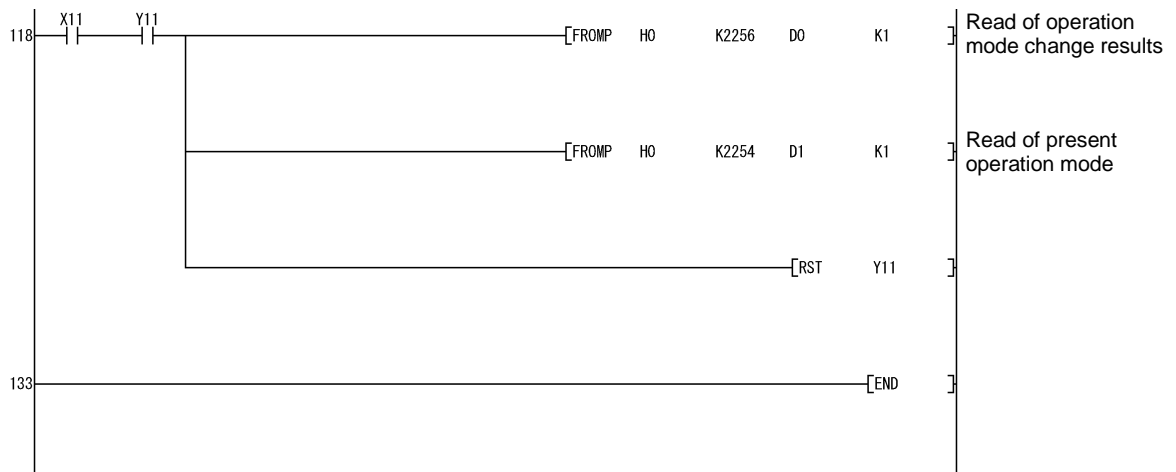 X11 Y11
118 [FROMP H0 K2256 D0 K1 ] Read of operation
mode change results
[FROMP H0 K2254 D1 K1 ] Read of present
operation mode
[RST Y11 ]
133 [END ]